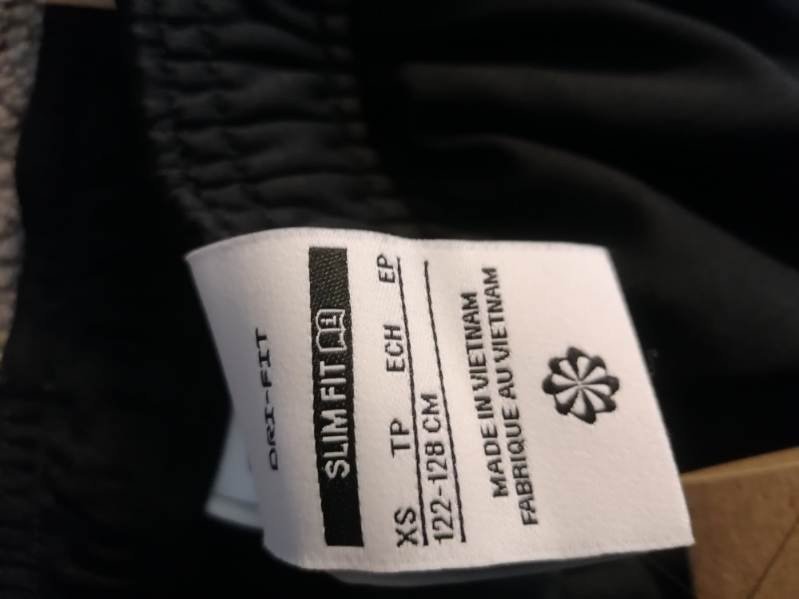 DRI-FIT
SLIM FIT
XS TP ECH EP
122-128 CM
MADE IN VIETNAM
FABRIQUE AU VIETNAM